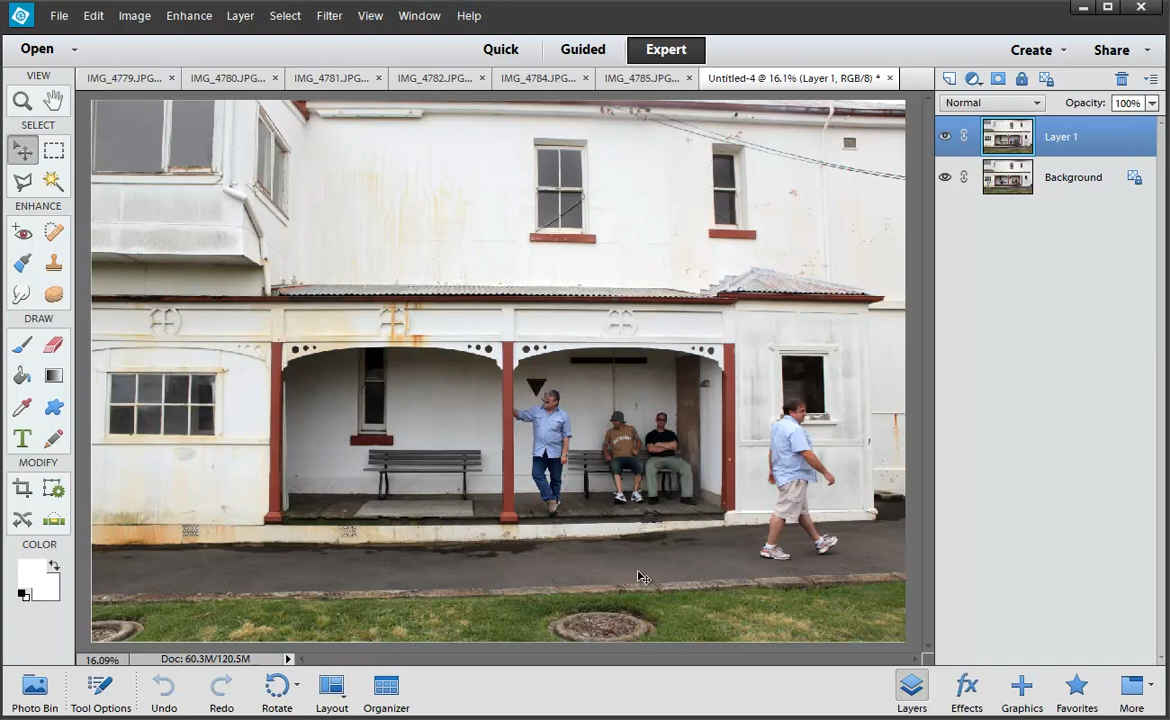 File Edit Image Enhance Layer Select Filter View Window Help
Open Quick Guided Expert Create Share
VIEW
IMG_4779.JPG... × IMG_4780.JPG... × IMG_4781.JPG... × IMG_4782.JPG... × IMG_4784.JPG... × IMG_4785.JPG... × Untitled-4 @ 16.1% (Layer 1, RGB/8) * ×
Normal Opacity: 100%
SELECT
Layer 1
Background
ENHANCE
DRAW
T
MODIFY
COLOR
16.09% Doc: 60.3M/120.5M
Photo Bin Tool Options Undo Redo Rotate Layout Organizer Layers fx Effects Graphics Favorites More